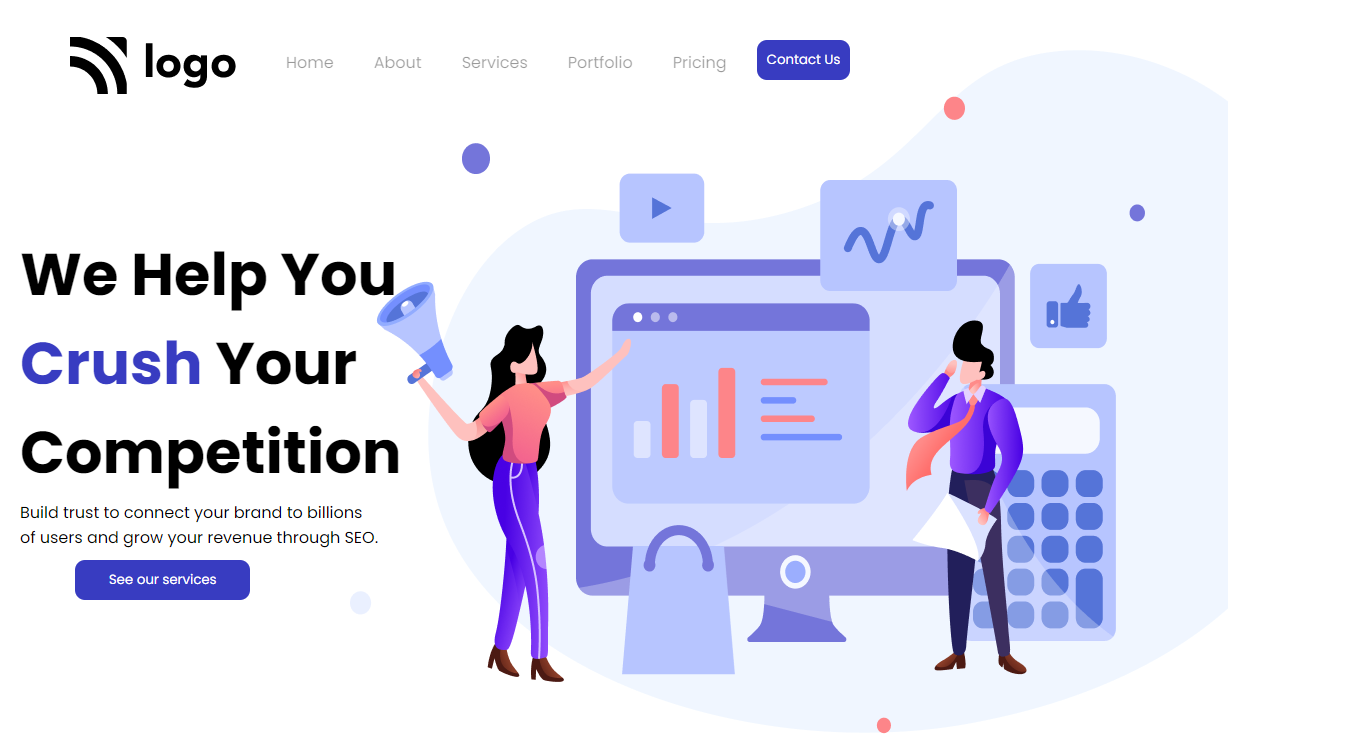 logo
Home About Services Portfolio Pricing Contact Us
We Help You
Crush Your
Competition
Build trust to connect your brand to billions
of users and grow your revenue through SEO.
See our services